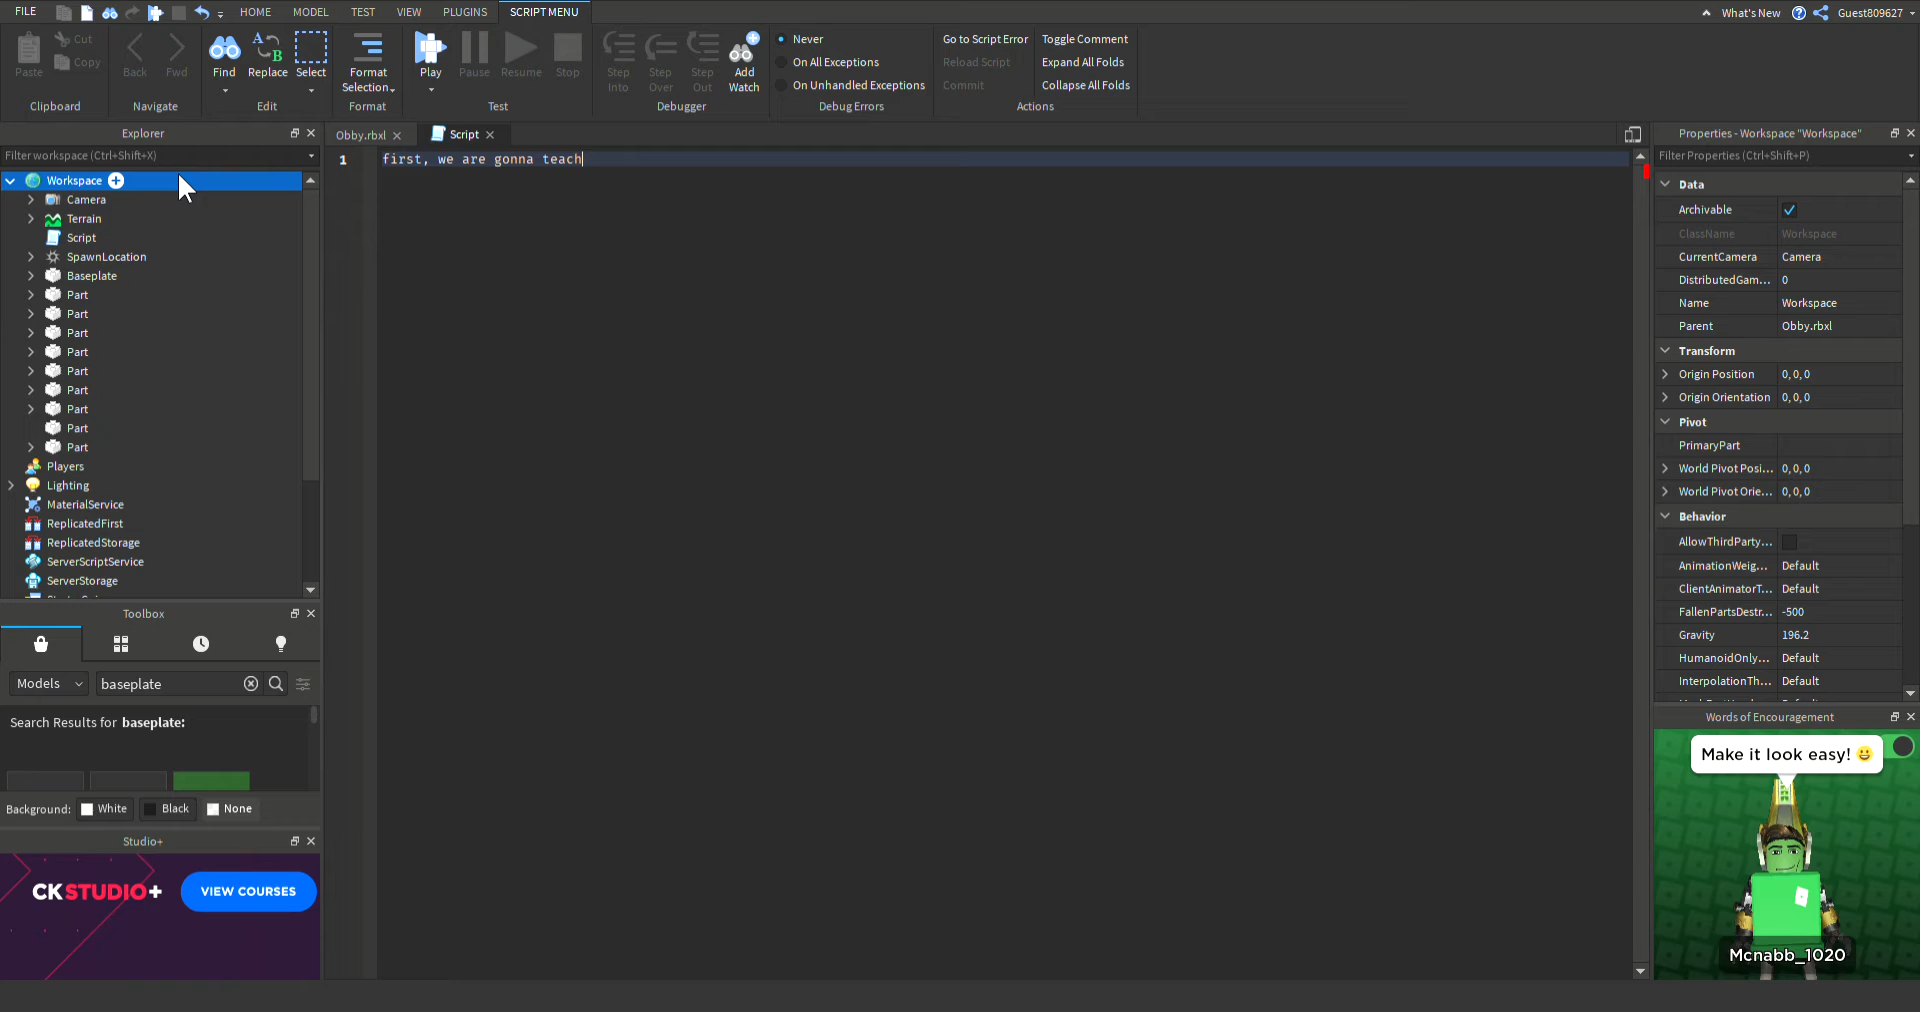 FILE
HOME
MODEL
TEST
VIEW
PLUGINS
SCRIPT MENU
What's New
Guest809627
Paste
Cut
Copy
Clipboard
Back
Fwd
Navigate
Find
Replace
Select
Edit
Format
Selection
Format
Play
Pause
Resume
Stop
Test
Step
Into
Step
Over
Step
Out
Add
Watch
Debugger
Never
On All Exceptions
On Unhandled Exceptions
Debug Errors
Go to Script Error
Reload Script
Commit
Toggle Comment
Expand All Folds
Collapse All Folds
Actions
Explorer
Filter workspace (Ctrl+Shift+X)
Workspace
Camera
Terrain
Script
SpawnLocation
Baseplate
Part
Part
Part
Part
Part
Part
Part
Part
Part
Players
Lighting
MaterialService
ReplicatedFirst
ReplicatedStorage
ServerScriptService
ServerStorage
Toolbox
Models
baseplate
Search Results for baseplate:
Background: White Black None
Studio+
CKSTUDIO+
VIEW COURSES
Obby.rbxl
Script
1 first, we are gonna teach
Properties - Workspace "Workspace"
Filter Properties (Ctrl+Shift+P)
Data
Archivable
ClassName Workspace
CurrentCamera Camera
DistributedGam... 0
Name Workspace
Parent Obby.rbxl
Transform
Origin Position 0, 0, 0
Origin Orientation 0, 0, 0
Pivot
PrimaryPart
World Pivot Posi... 0, 0, 0
World Pivot Orie... 0, 0, 0
Behavior
AllowThirdParty...
AnimationWeig... Default
ClientAnimatorT... Default
FallenPartsDestr... -500
Gravity 196.2
HumanoidOnly... Default
InterpolationTh... Default
Words of Encouragement
Make it look easy! 😀
Mcnabb_1020